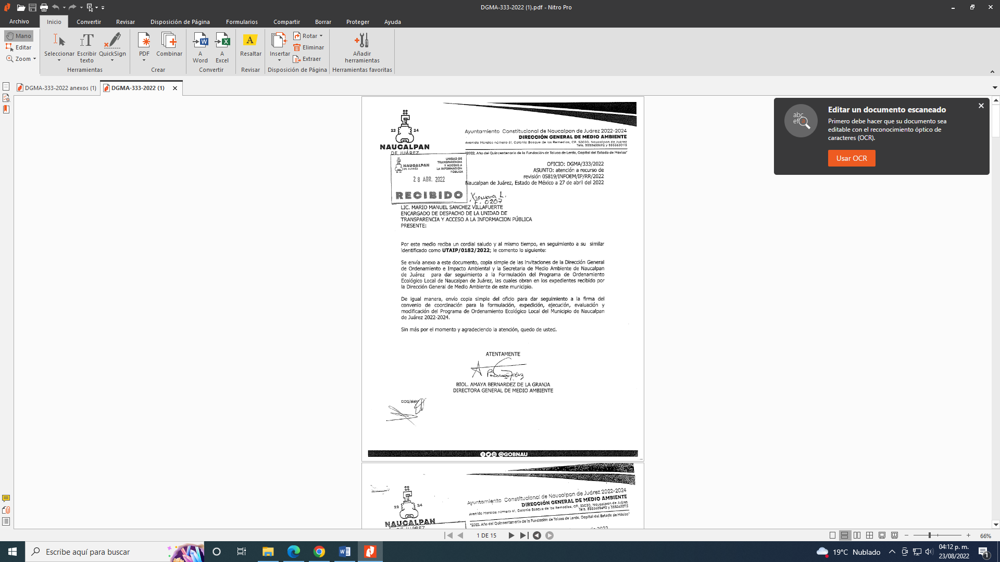 DGMA-333-2022 (1).pdf - Nitro Pro
Archivo Inicio Convertir Revisar Disposición de Página Formularios Compartir Borrar Proteger Ayuda
Mano
Editar
Zoom
Seleccionar
Escribir texto
QuickSign
Herramientas
PDF
Combinar
Crear
A Word
A Excel
Convertir
A
Resaltar
Revisar
Insertar
Rotar
Eliminar
Extraer
Disposición de Página
Añadir herramientas
Herramientas favoritas
DGMA-333-2022 anexos (1)
DGMA-333-2022 (1)
22 24
NAUCALPAN
DE JUÁREZ
Ayuntamiento Constitucional de Naucalpan de Juárez 2022-2024
DIRECCIÓN GENERAL DE MEDIO AMBIENTE
Avenida Morelos número 61, Colonia Bosque de los Remedios, CP. 53030, Naucalpan de Juárez
Tels. 5553633692 y 5553630115
"2022, Año del Quincentenario de la Fundación de Toluca de Lerdo, Capital del Estado de México"
NAUCALPAN
DE JUÁREZ
UNIDAD DE
TRANSPARENCIA
Y ACCESO A
LA INFORMACIÓN
PÚBLICA
28 ABR. 2022
RECIBIDO
Xiomara L.
F. 0207
OFICIO: DGMA/333/2022
ASUNTO: atención a recurso de
revisión 05819/INFOEM/IP/RR/2022
Naucalpan de Juárez, Estado de México a 27 de abril del 2022
LIC. MARIO MANUEL SANCHEZ VILLAFUERTE
ENCARGADO DE DESPACHO DE LA UNIDAD DE
TRANSPARENCIA Y ACCESO A LA INFORMACION PÚBLICA
PRESENTE:
Por este medio reciba un cordial saludo y al mismo tiempo, en seguimiento a su similar
identificado como UTAIP/0182/2022; le comento lo siguiente:
Se envía anexo a este documento, copia simple de las invitaciones de la Dirección General
de Ordenamiento e Impacto Ambiental y la Secretaria de Medio Ambiente de Naucalpan
de Juárez para dar seguimiento a la Formulación del Programa de Ordenamiento
Ecológico Local de Naucalpan de Juárez, las cuales obran en los expedientes recibido por
la Dirección General de Medio Ambiente de este municipio.
De igual manera, envío copia simple del oficio para dar seguimiento a la firma del
convenio de coordinación para la formulación, expedición, ejecución, evaluación y
modificación del Programa de Ordenamiento Ecológico Local del Municipio de Naucalpan
de Juárez 2022-2024.
Sin más por el momento y agradeciendo la atención, quedo de usted.
ATENTAMENTE
BIOL. AMAYA BERNARDEZ DE LA GRANJA
DIRECTORA GENERAL DE MEDIO AMBIENTE
@GOBNAU
22 24
NAUCALPAN
DE JUÁREZ
Ayuntamiento Constitucional de Naucalpan de Juárez 2022-2024
DIRECCIÓN GENERAL DE MEDIO AMBIENTE
Avenida Morelos número 61, Colonia Bosque de los Remedios, CP. 53030, Naucalpan de Juárez
Tels. 5553633692 y 5553630115
"2022, Año del Quincentenario de la Fundación de Toluca de Lerdo, Capital del Estado de México"
abc
ef a
Editar un documento escaneado
Primero debe hacer que su documento sea
editable con el reconocimiento óptico de
caracteres (OCR).
Usar OCR
1 DE 15
66%
Escribe aquí para buscar
19°C Nublado
04:12 p. m.
23/08/2022
1